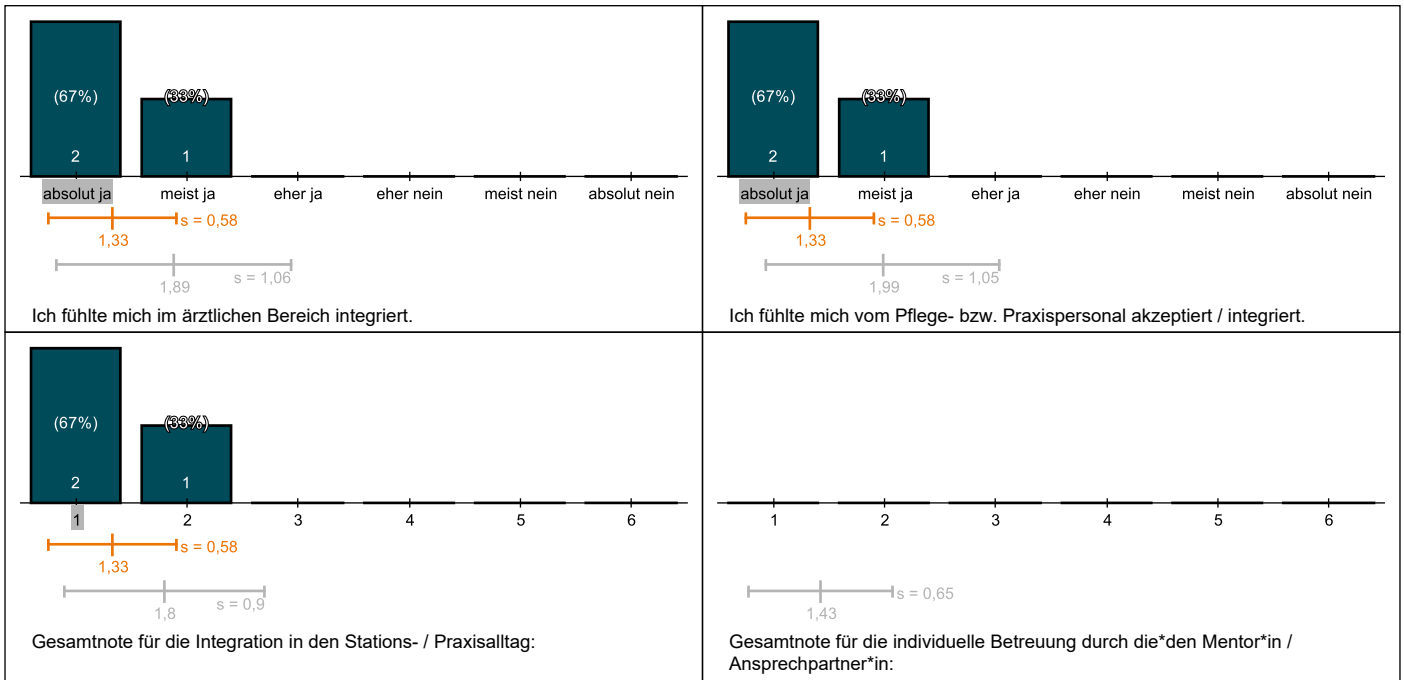 (67%)
(33%)
2
1
absolut ja
meist ja
eher ja
eher nein
meist nein
absolut nein
s = 0,58
1,33
s = 1,06
1,89
Ich fühlte mich im ärztlichen Bereich integriert.
(67%)
(33%)
2
1
absolut ja
meist ja
eher ja
eher nein
meist nein
absolut nein
s = 0,58
1,33
s = 1,05
1,99
Ich fühlte mich vom Pflege- bzw. Praxispersonal akzeptiert / integriert.
(67%)
(33%)
2
1
1
2
3
4
5
6
s = 0,58
1,33
s = 0,9
1,8
Gesamtnote für die Integration in den Stations- / Praxisalltag:
1
2
3
4
5
6
s = 0,65
1,43
Gesamtnote für die individuelle Betreuung durch die*den Mentor*in /
Ansprechpartner*in: